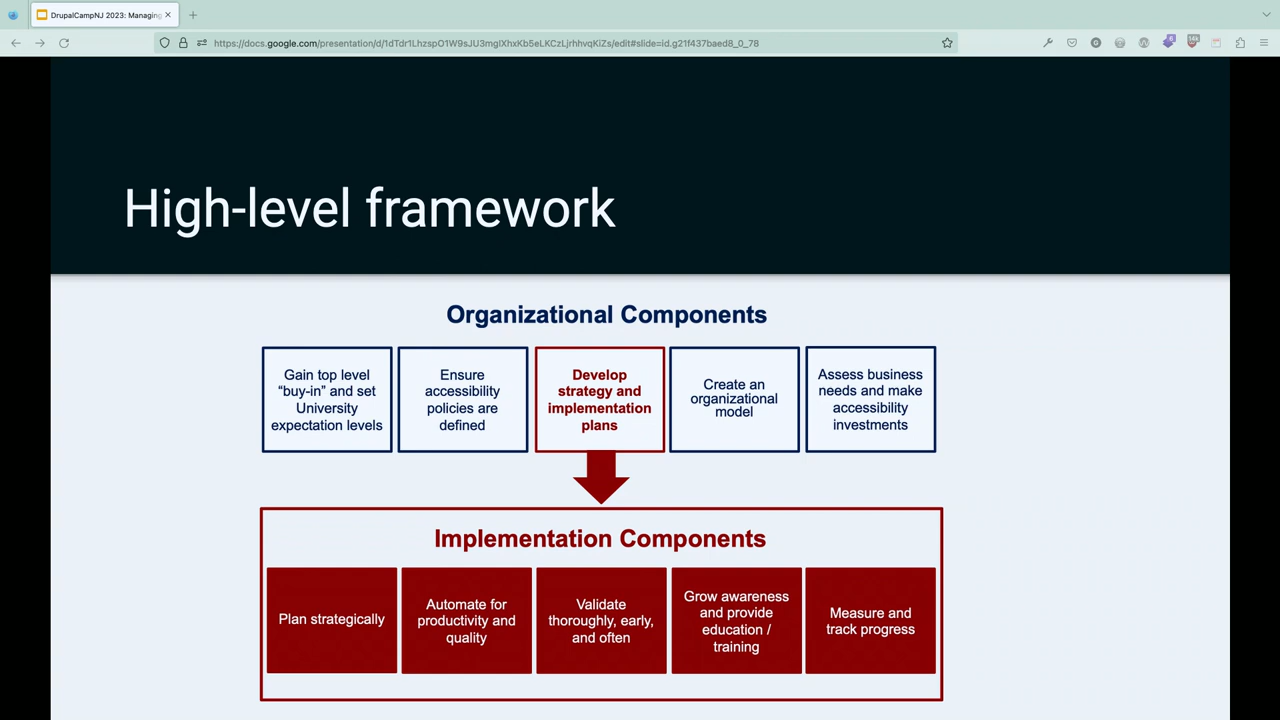 DrupalCampNJ 2023: Managing
https://docs.google.com/presentation/d/1dTdr1LhzspO1W9sJU3mglXhxKb5eLKCzLjrhhvqKiZs/edit#slide=id.g21f437baed8_0_78
High-level framework
Organizational Components
Gain top level
“buy-in” and set
University
expectation levels
Ensure
accessibility
policies are
defined
Develop
strategy and
implementation
plans
Create an
organizational
model
Assess business
needs and make
accessibility
investments
Implementation Components
Plan strategically
Automate for
productivity and
quality
Validate
thoroughly, early,
and often
Grow awareness
and provide
education /
training
Measure and
track progress